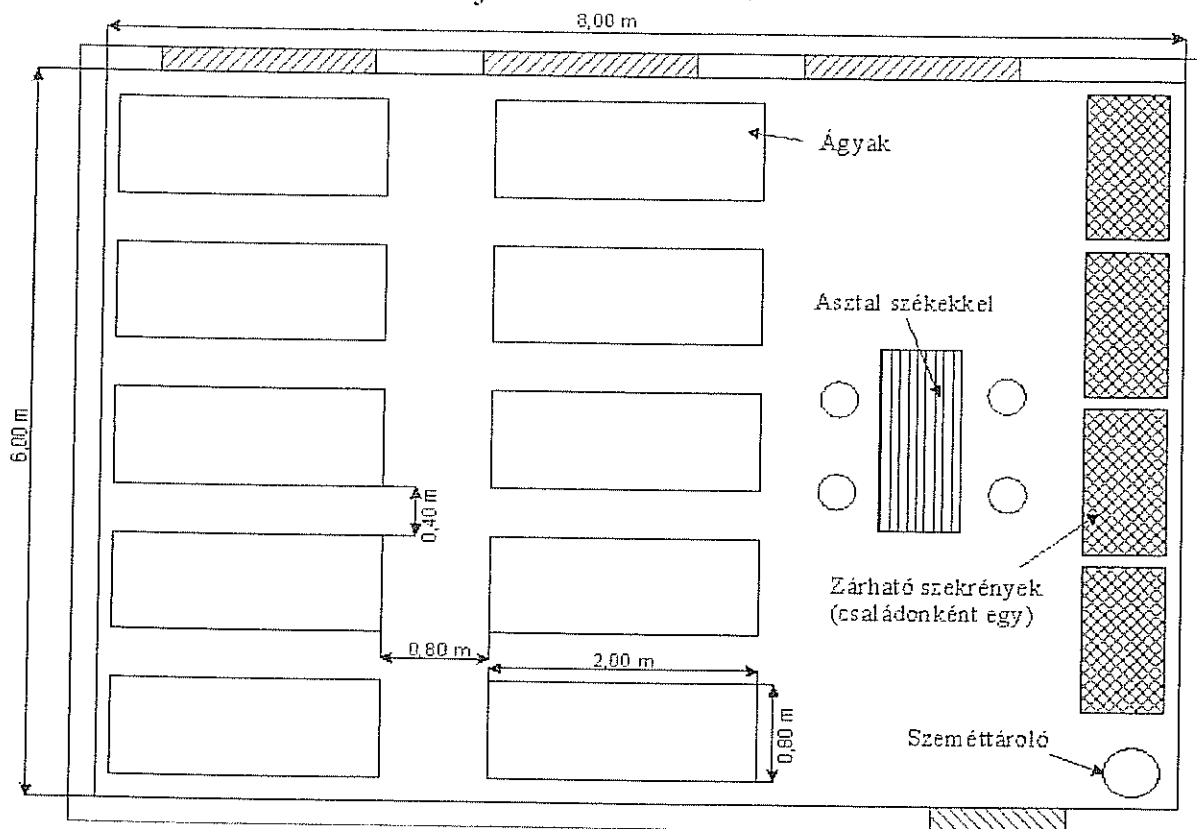 8,00 m
Ágyak
Asztal székekkel
6,00 m
0,40 m
Zárható szekrények
(családonként egy)
0,80 m
2,00 m
0,80 m
Szeméttároló